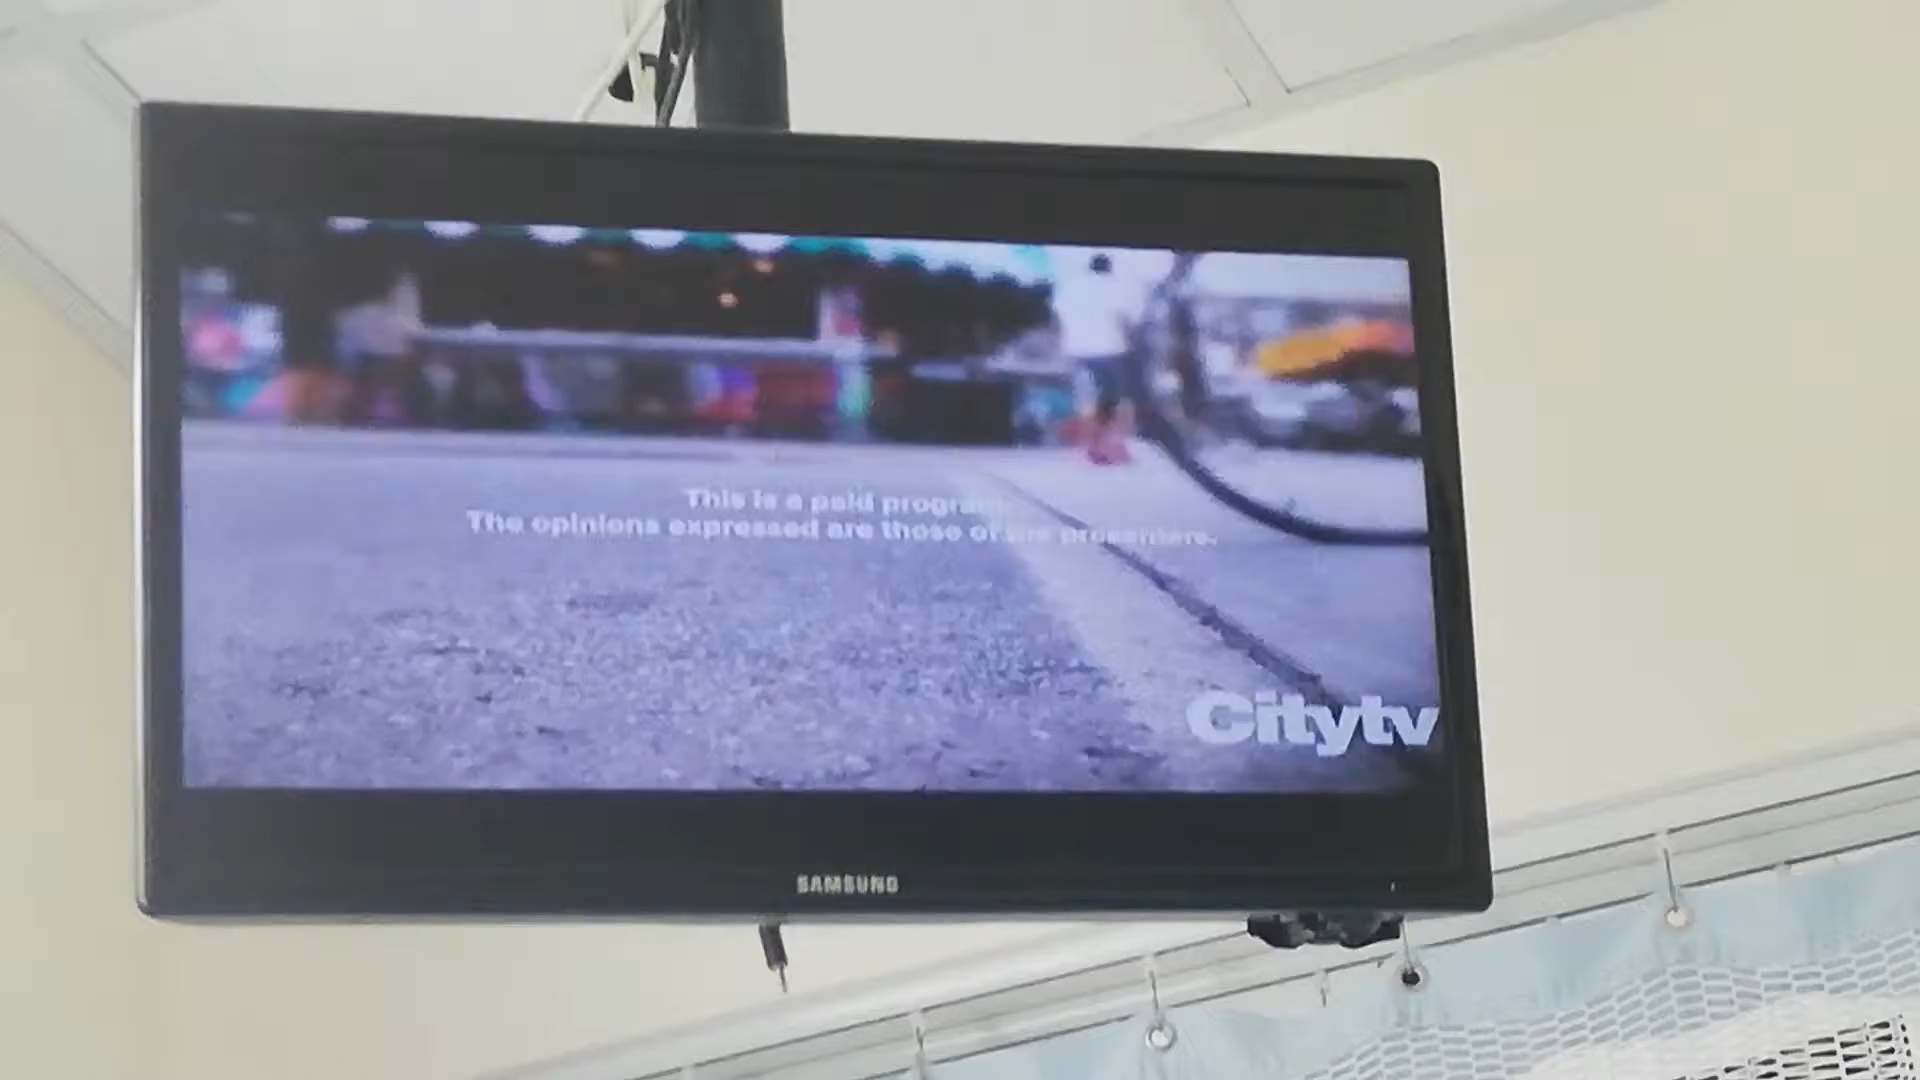 This is a paid program.
The opinions expressed are those of the presenters.
Citytv
SAMSUNG